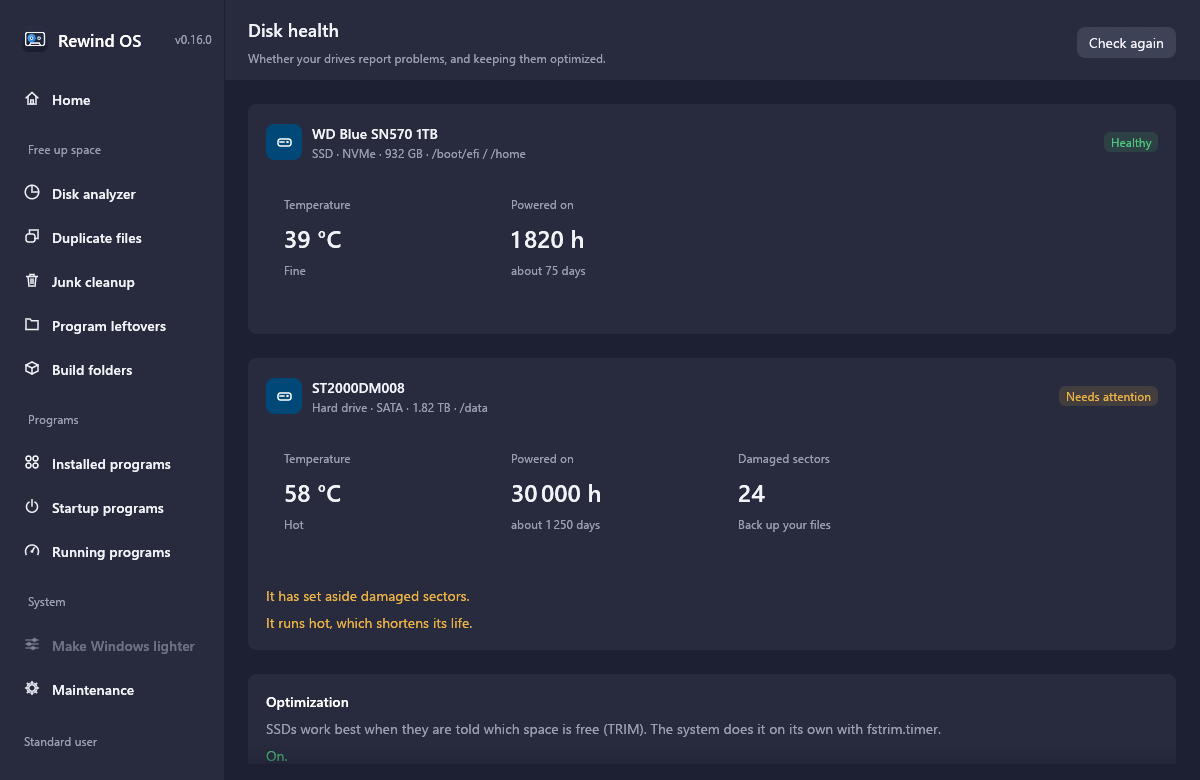 Rewind OS
v0.16.0
Home
Free up space
Disk analyzer
Duplicate files
Junk cleanup
Program leftovers
Build folders
Programs
Installed programs
Startup programs
Running programs
System
Make Windows lighter
Maintenance
Standard user
Disk health
Whether your drives report problems, and keeping them optimized.
Check again
WD Blue SN570 1TB
SSD · NVMe · 932 GB · /boot/efi / /home
Healthy
Temperature
39 °C
Fine
Powered on
1 820 h
about 75 days
ST2000DM008
Hard drive · SATA · 1.82 TB · /data
Needs attention
Temperature
58 °C
Hot
Powered on
30 000 h
about 1 250 days
Damaged sectors
24
Back up your files
It has set aside damaged sectors.
It runs hot, which shortens its life.
Optimization
SSDs work best when they are told which space is free (TRIM). The system does it on its own with fstrim.timer.
On.